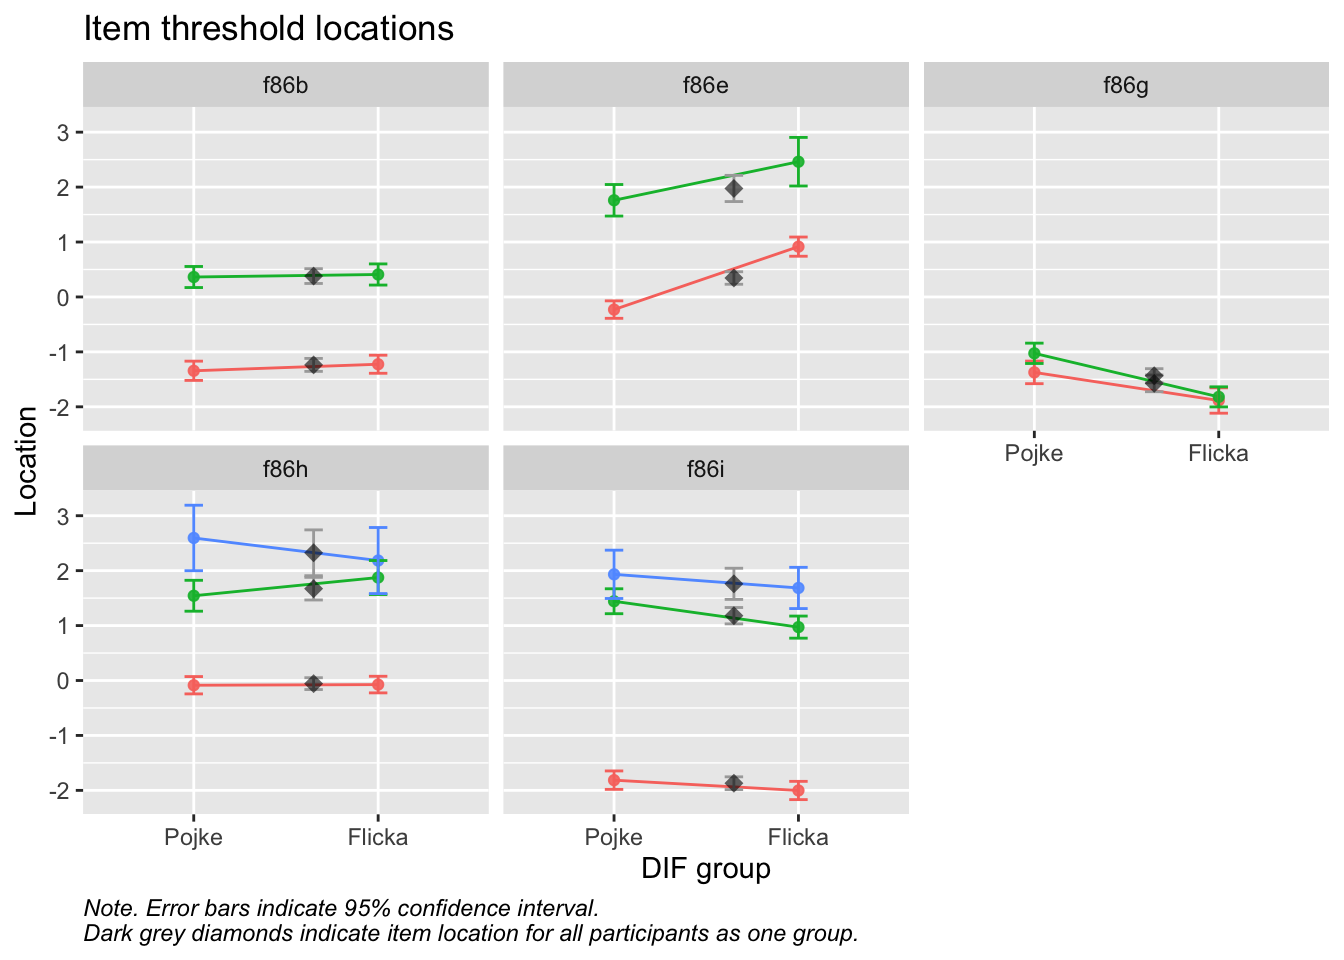 Item threshold locations
f86b
f86e
f86g
3
2
1
0
-1
-2
Pojke
Flicka
Location
f86h
f86i
3
2
1
0
-1
-2
Pojke
Flicka
Pojke
Flicka
DIF group
Note. Error bars indicate 95% confidence interval.
Dark grey diamonds indicate item location for all participants as one group.